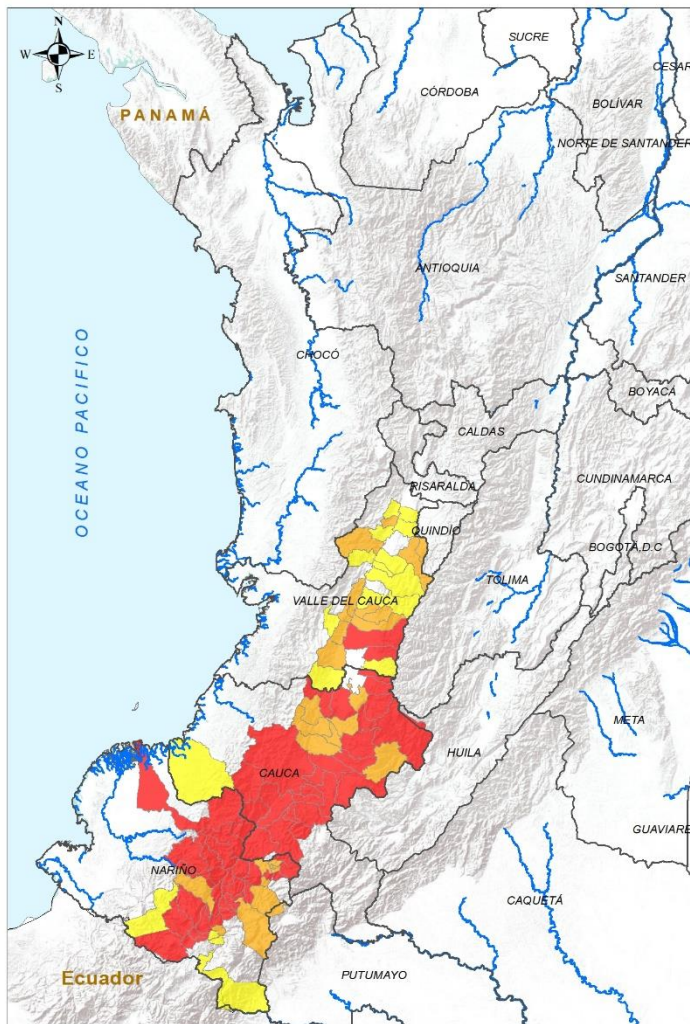 N
W E
S
SUCRE
CESAR
CÓRDOBA
BOLÍVAR
PANAMÁ
NORTE DE SANTANDER
ANTIOQUIA
SANTANDER
OCEANO PACIFICO
CHOCÓ
BOYACÁ
CALDAS
CUNDINAMARCA
RISARALDA
QUINDÍO
BOGOTÁ,D.C
TOLIMA
VALLE DEL CAUCA
META
HUILA
CAUCA
GUAVIARE
NARIÑO
CAQUETÁ
Ecuador
PUTUMAYO